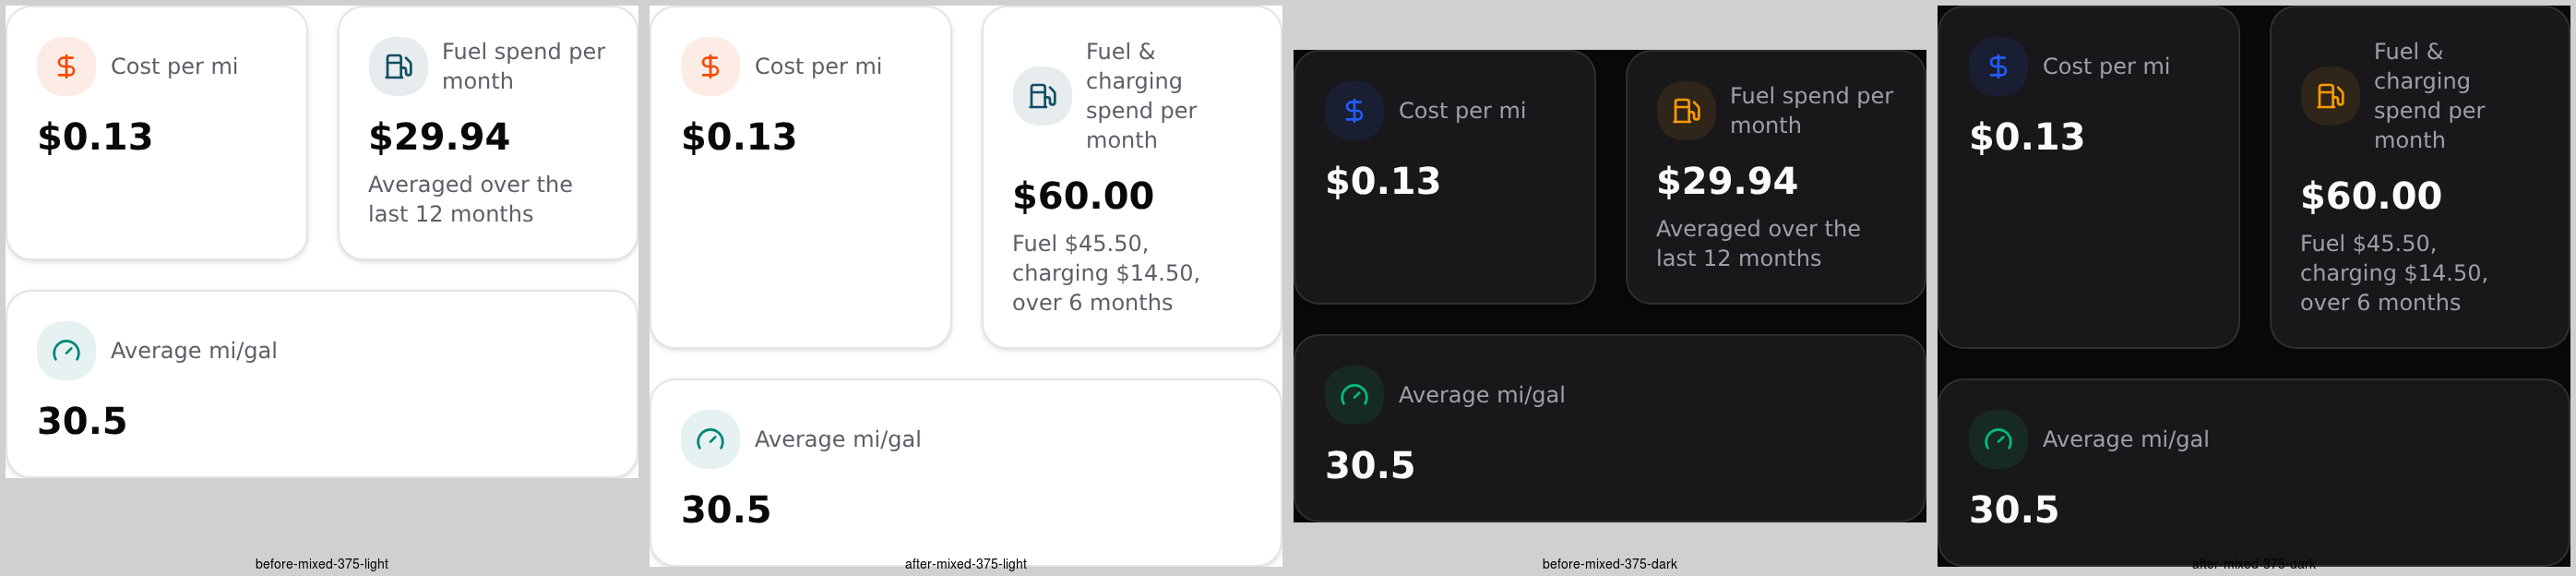 Cost per mi
$0.13
Fuel spend per
month
$29.94
Averaged over the
last 12 months
Average mi/gal
30.5
before-mixed-375-light
Cost per mi
$0.13
Fuel &
charging
spend per
month
$60.00
Fuel $45.50,
charging $14.50,
over 6 months
Average mi/gal
30.5
after-mixed-375-light
Cost per mi
$0.13
Fuel spend per
month
$29.94
Averaged over the
last 12 months
Average mi/gal
30.5
before-mixed-375-dark
Cost per mi
$0.13
Fuel &
charging
spend per
month
$60.00
Fuel $45.50,
charging $14.50,
over 6 months
Average mi/gal
30.5
after-mixed-375-dark